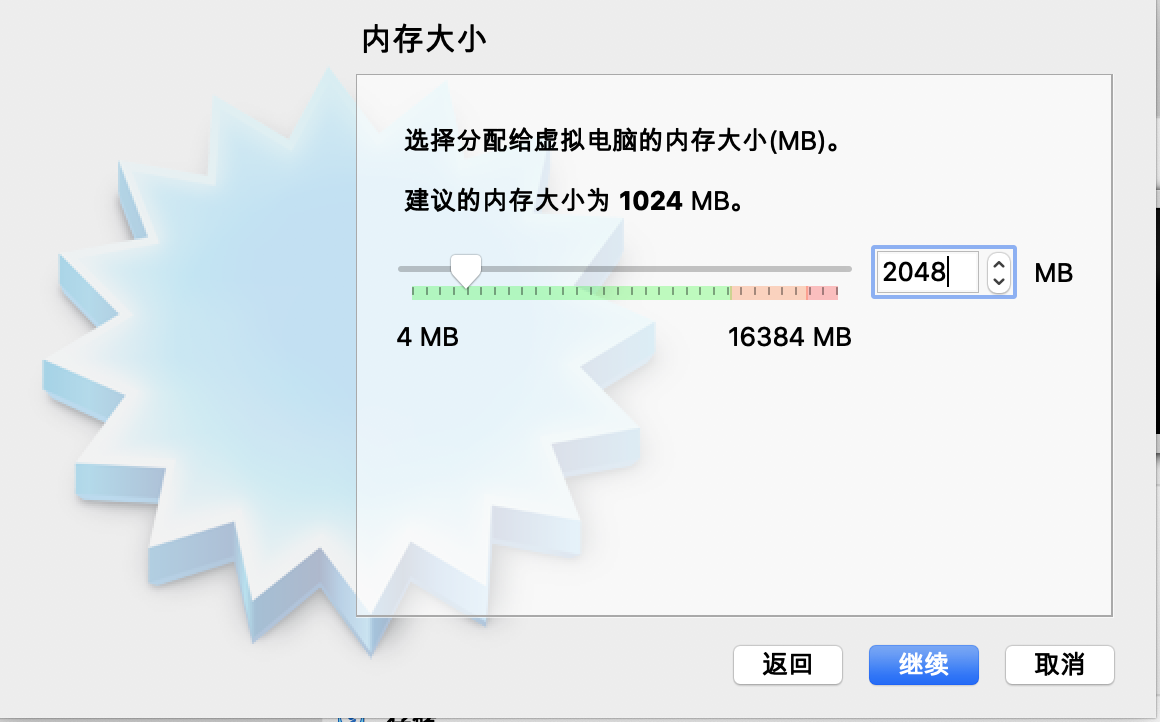 内存大小
选择分配给虚拟电脑的内存大小(MB)。
建议的内存大小为 1024 MB。
2048 MB
4 MB 16384 MB
返回 继续 取消